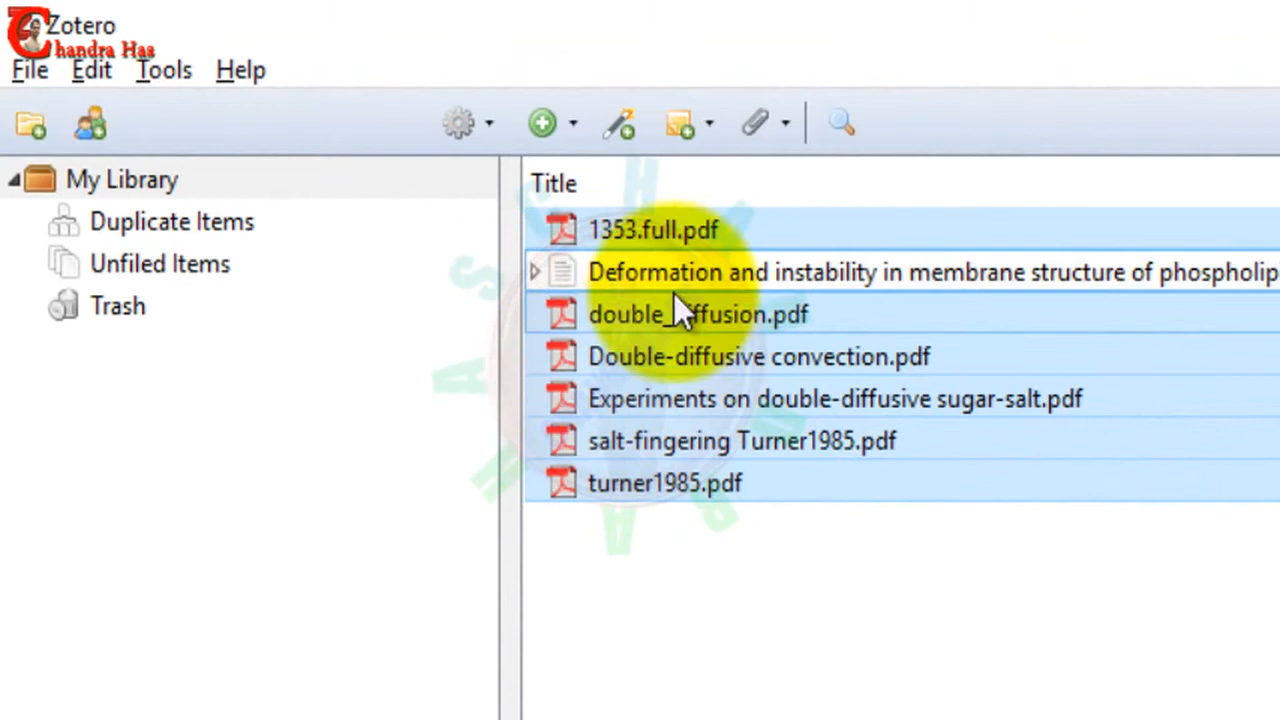 Zotero
Chandra Haas
File Edit Tools Help
My Library
Duplicate Items
Unfiled Items
Trash
Title
1353.full.pdf
Deformation and instability in membrane structure of phospholip
double_diffusion.pdf
Double-diffusive convection.pdf
Experiments on double-diffusive sugar-salt.pdf
salt-fingering Turner1985.pdf
turner1985.pdf